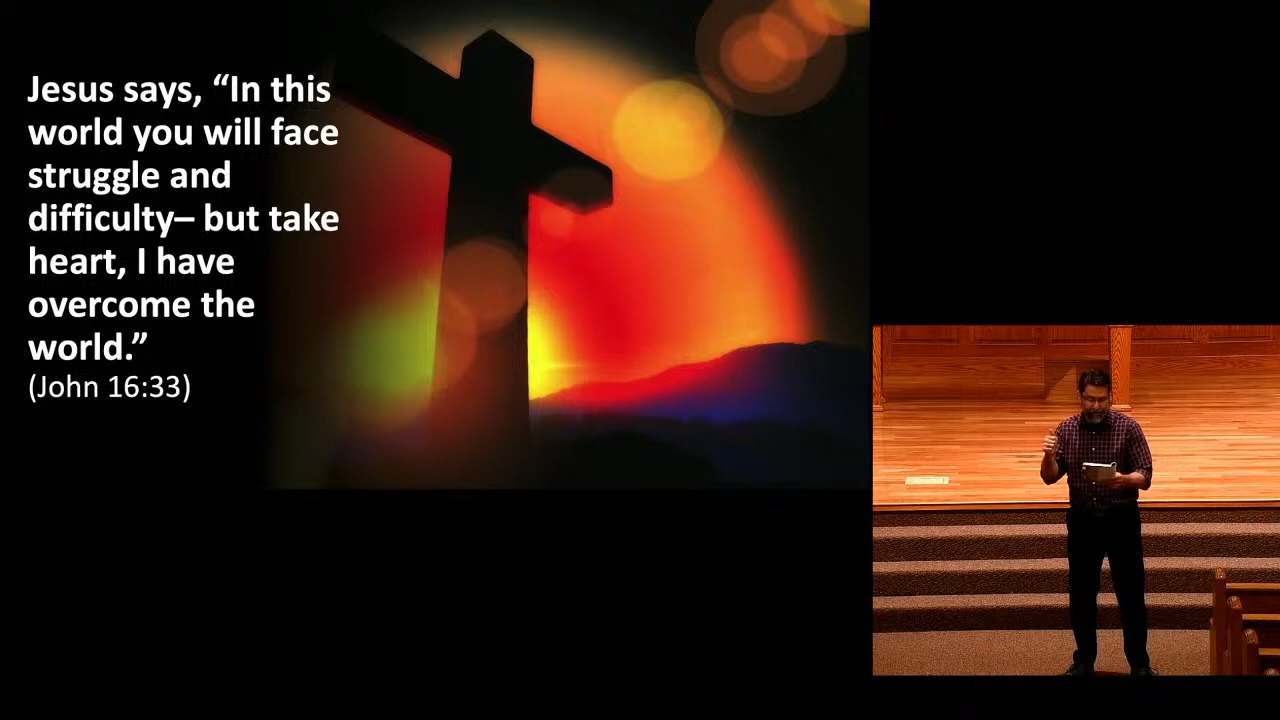 Jesus says, “In this
world you will face
struggle and
difficulty– but take
heart, I have
overcome the
world.”
(John 16:33)